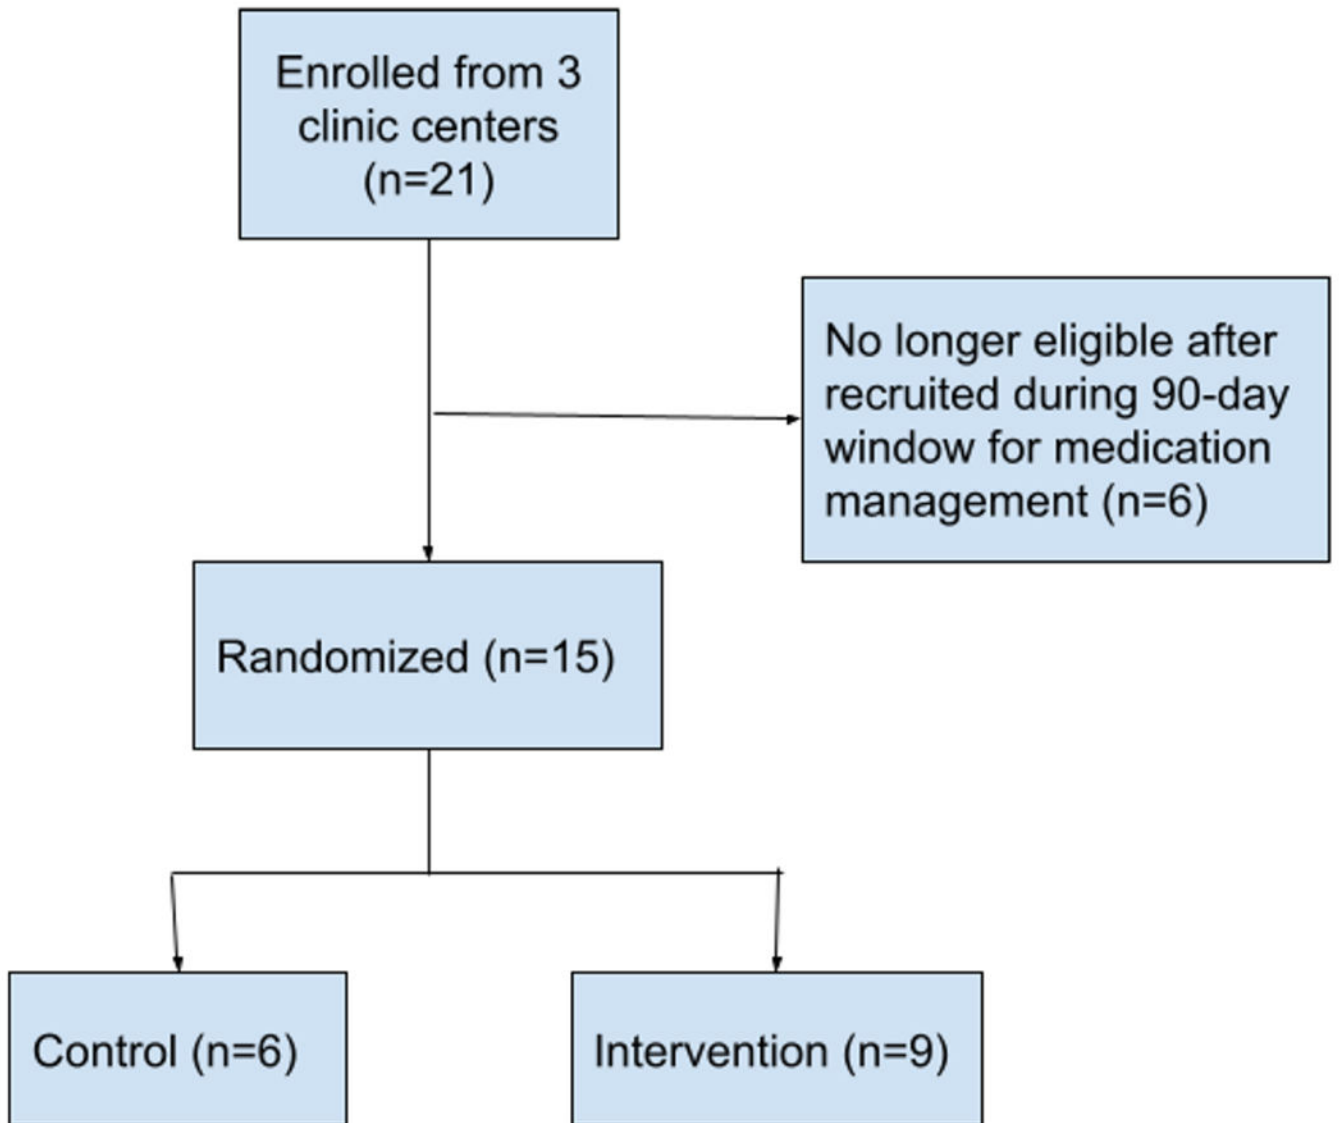 Enrolled from 3
clinic centers
(n=21)
No longer eligible after
recruited during 90-day
window for medication
management (n=6)
Randomized (n=15)
Control (n=6)
Intervention (n=9)